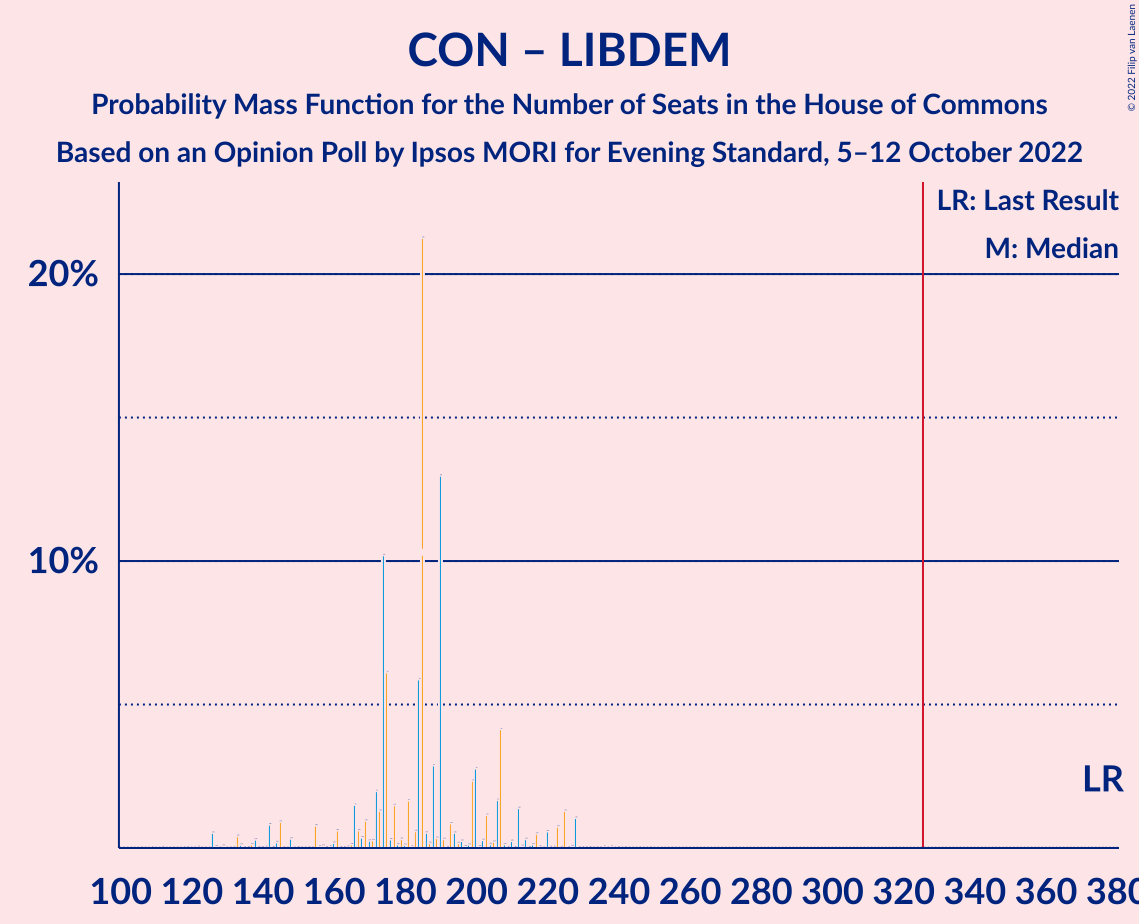 CON – LIBDEM
Probability Mass Function for the Number of Seats in the House of Commons
Based on an Opinion Poll by Ipsos MORI for Evening Standard, 5–12 October 2022
© 2022 Filip van Laenen
LR: Last Result
M: Median
20%
10%
LR
100 120 140 160 180 200 220 240 260 280 300 320 340 360 380